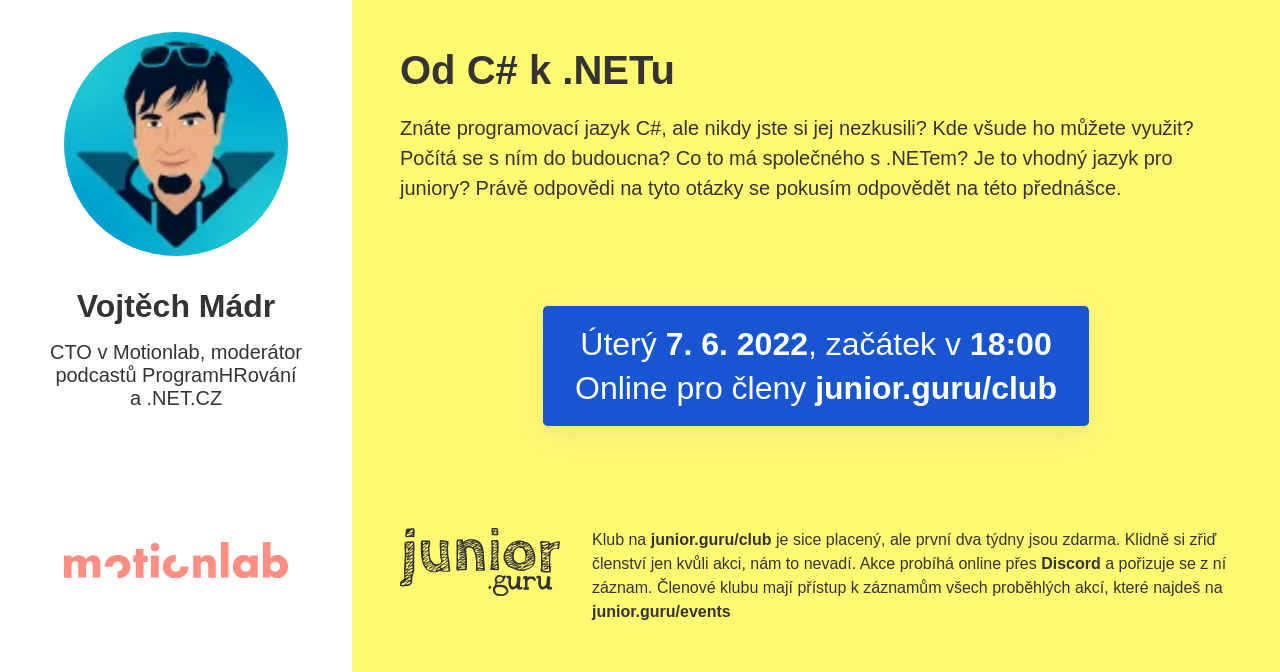 Vojtěch Mádr
CTO v Motionlab, moderátor
podcastů ProgramHRování
a .NET.CZ
motionlab
Od C# k .NETu
Znáte programovací jazyk C#, ale nikdy jste si jej nezkusili? Kde všude ho můžete využit?
Počítá se s ním do budoucna? Co to má společného s .NETem? Je to vhodný jazyk pro
juniory? Právě odpovědi na tyto otázky se pokusím odpovědět na této přednášce.
Úterý 7. 6. 2022, začátek v 18:00
Online pro členy junior.guru/club
junior
.guru
Klub na junior.guru/club je sice placený, ale první dva týdny jsou zdarma. Klidně si zřiď
členství jen kvůli akci, nám to nevadí. Akce probíhá online přes Discord a pořizuje se z ní
záznam. Členové klubu mají přístup k záznamům všech proběhlých akcí, které najdeš na
junior.guru/events